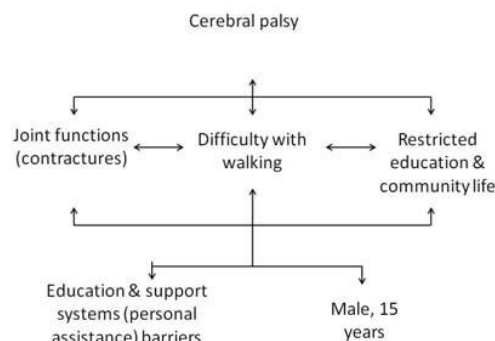 Cerebral palsy
Joint functions
(contractures)
Difficulty with
walking
Restricted
education &
community life
Education & support
systems (personal
assistance) barriers
Male, 15
years